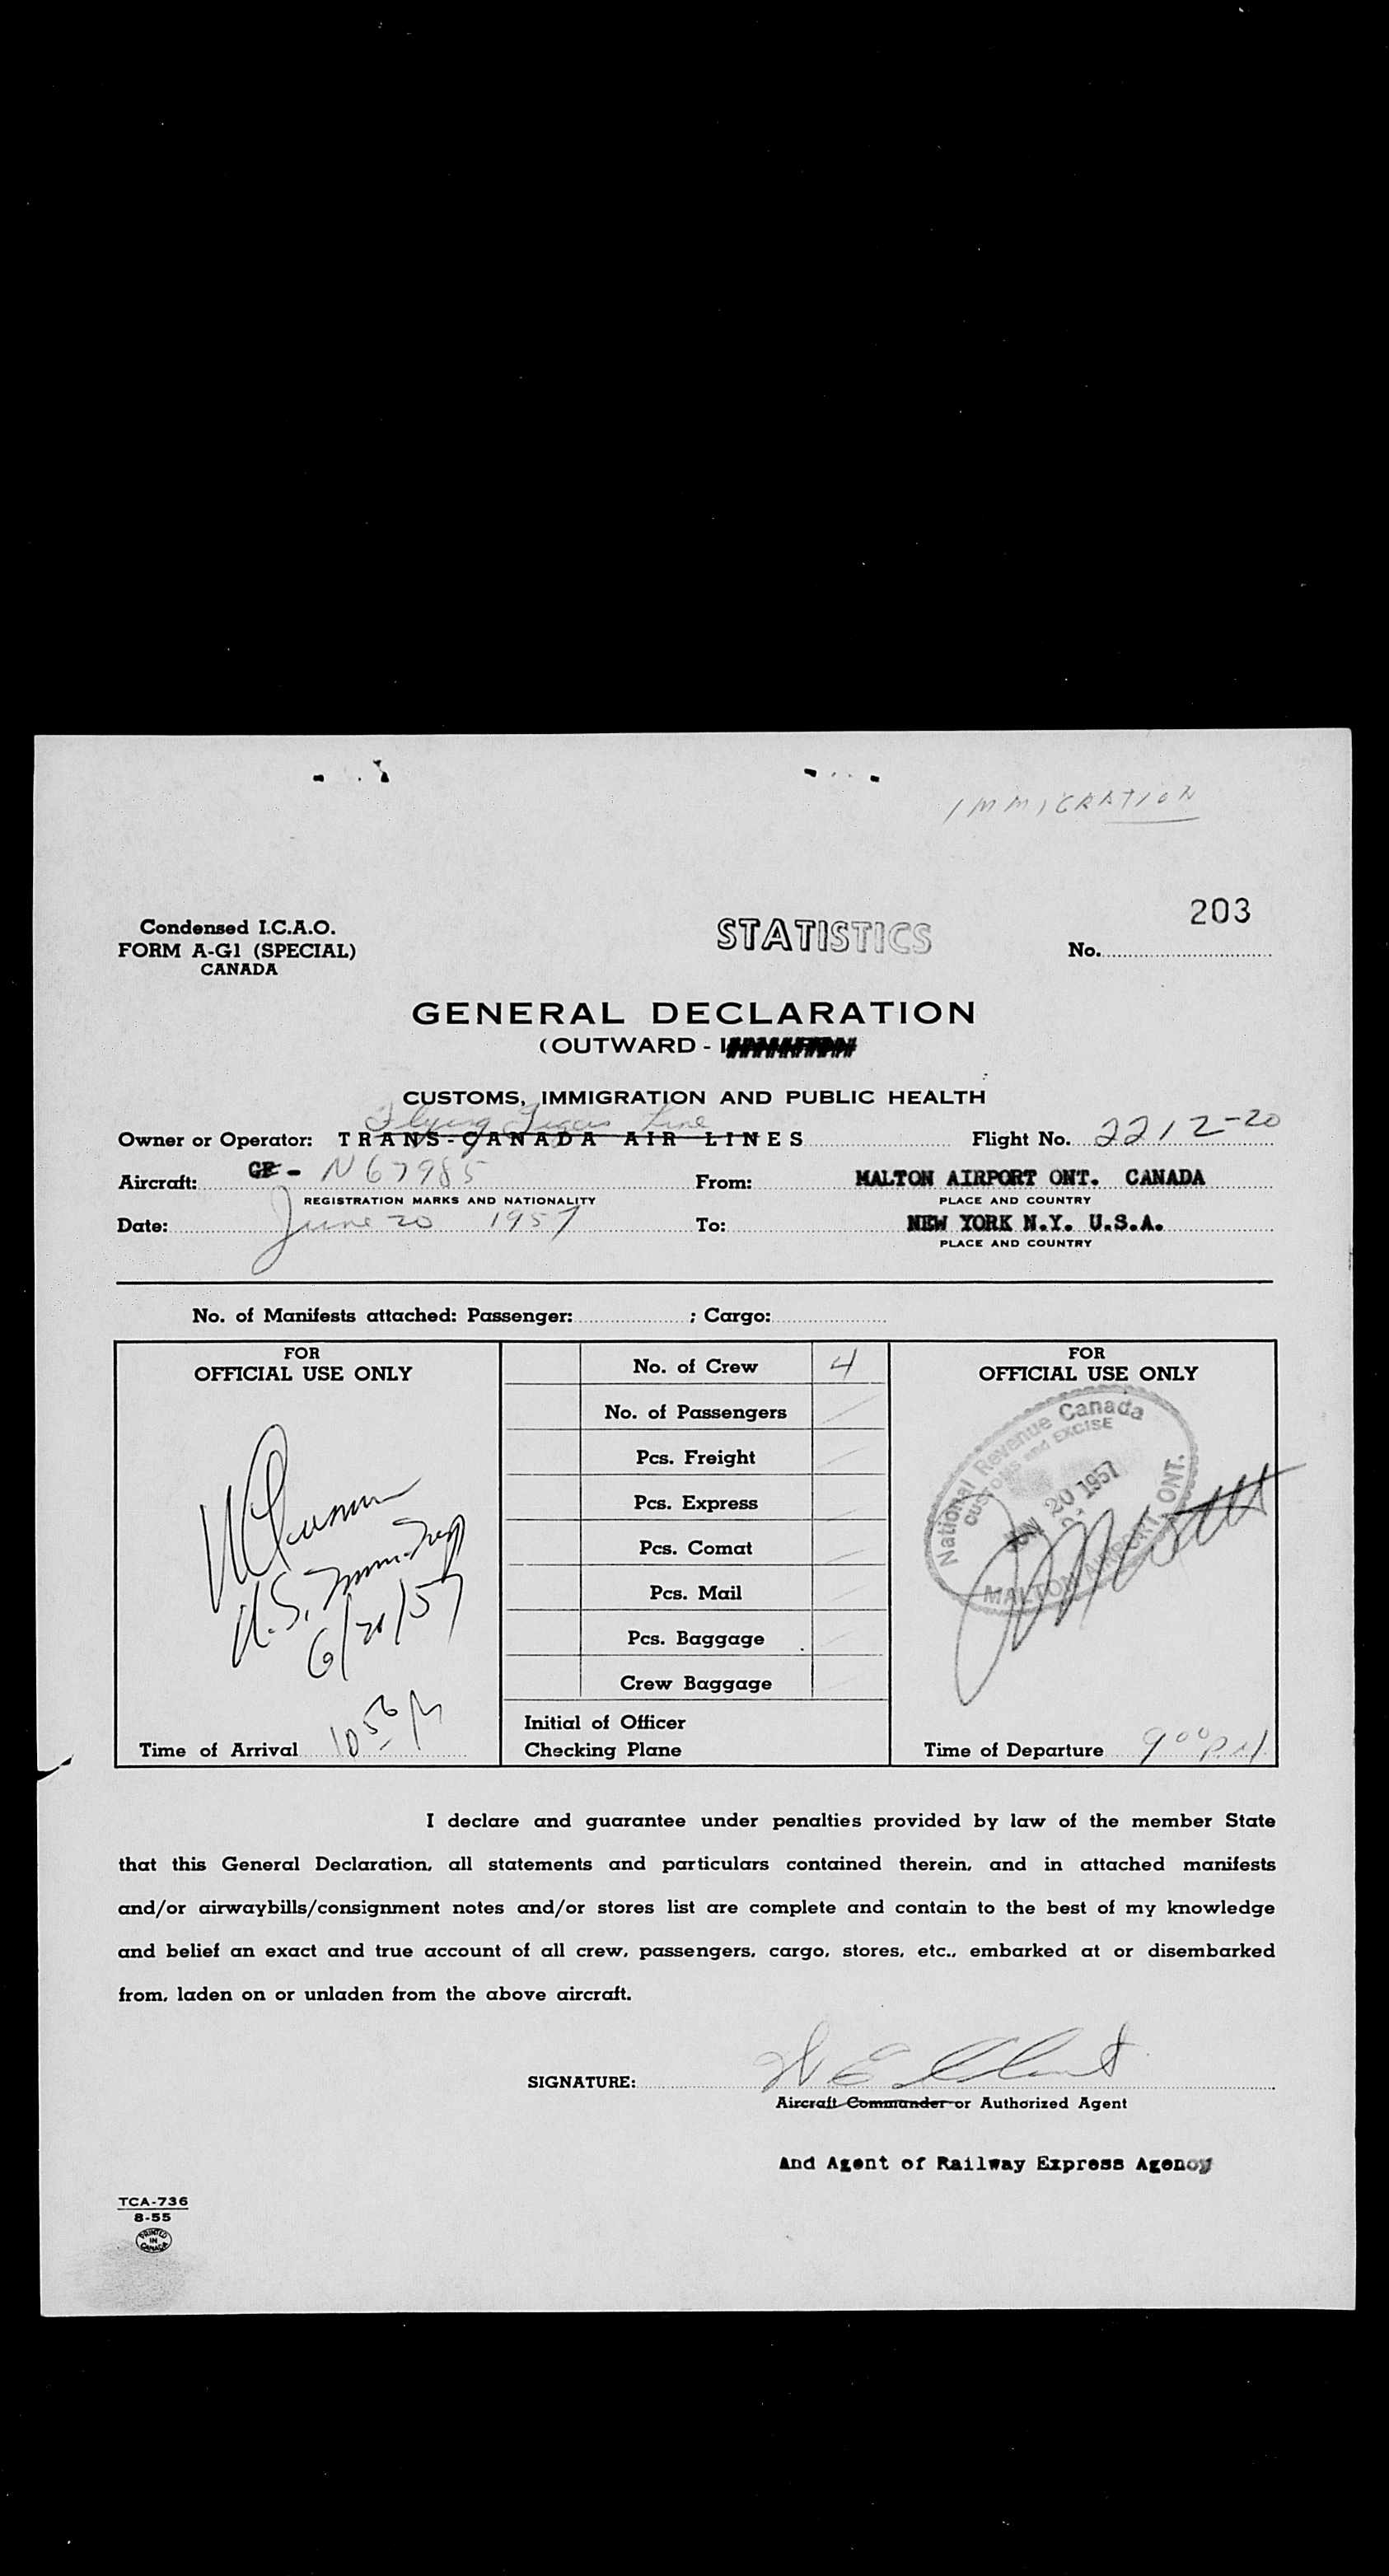 IMMIGRATION
203
Condensed I.C.A.O.
FORM A-G1 (SPECIAL)
CANADA
STATISTICS
No.
GENERAL DECLARATION
(OUTWARD - I
CUSTOMS, IMMIGRATION AND PUBLIC HEALTH
Flying Tiger Line
Owner or Operator: TRANS-CANADA AIR LINES Flight No. 2212-20
Aircraft: CF - N67985 From: MALTON AIRPORT ONT. CANADA
REGISTRATION MARKS AND NATIONALITY PLACE AND COUNTRY
Date: June 20 1957 To: NEW YORK N.Y. U.S.A.
PLACE AND COUNTRY
No. of Manifests attached: Passenger: ; Cargo:
FOR
OFFICIAL USE ONLY
U.S.
6/20/57
Time of Arrival 10 56 P
No. of Crew 4
No. of Passengers
Pcs. Freight
Pcs. Express
Pcs. Comat
Pcs. Mail
Pcs. Baggage
Crew Baggage
Initial of Officer
Checking Plane
FOR
OFFICIAL USE ONLY
National Revenue Canada
CUSTOMS and EXCISE
JUN 20 1957
MALTON AIRPORT, ONT.
Time of Departure 9 00 PM
I declare and guarantee under penalties provided by law of the member State
that this General Declaration, all statements and particulars contained therein, and in attached manifests
and/or airwaybills/consignment notes and/or stores list are complete and contain to the best of my knowledge
and belief an exact and true account of all crew, passengers, cargo, stores, etc., embarked at or disembarked
from, laden on or unladen from the above aircraft.
SIGNATURE:
Aircraft Commander or Authorized Agent
And Agent of Railway Express Agency
TCA-736
8-55
PRINTED
IN
CANADA